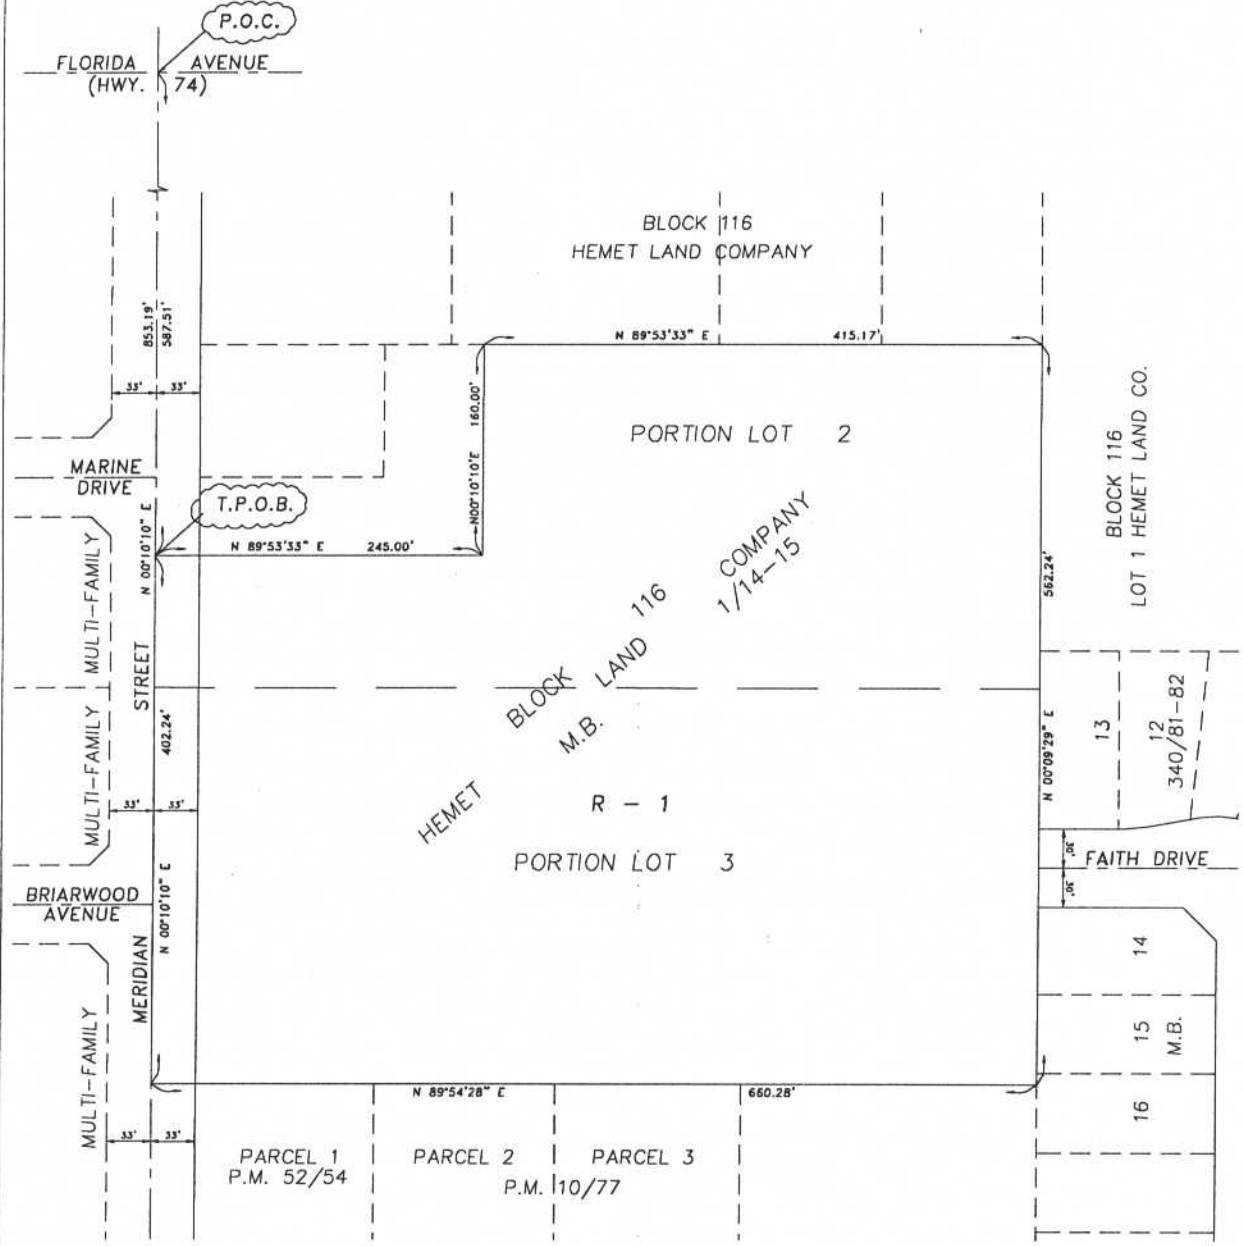 P.O.C.
FLORIDA AVENUE
(HWY. 74)
BLOCK 116
HEMET LAND COMPANY
853.19'
587.51'
N 89°53'33" E 415.17'
33' 33'
N00°10'10"E 160.00'
PORTION LOT 2
BLOCK 116
LOT 1 HEMET LAND CO.
MARINE
DRIVE
T.P.O.B.
N 00°10'10" E
N 89°53'33" E 245.00'
MULTI-FAMILY
562.24'
HEMET LAND COMPANY
BLOCK 116
M.B. 1/14-15
STREET
402.24'
MULTI-FAMILY
N 00°09'29" E
13
12
340/81-82
33' 33'
R - 1
PORTION LOT 3
30'
FAITH DRIVE
30'
BRIARWOOD
AVENUE
N 00°10'10" E
MERIDIAN
14
15
M.B.
16
MULTI-FAMILY
N 89°54'28" E 660.28'
33' 33'
PARCEL 1
P.M. 52/54
PARCEL 2
PARCEL 3
P.M. 10/77